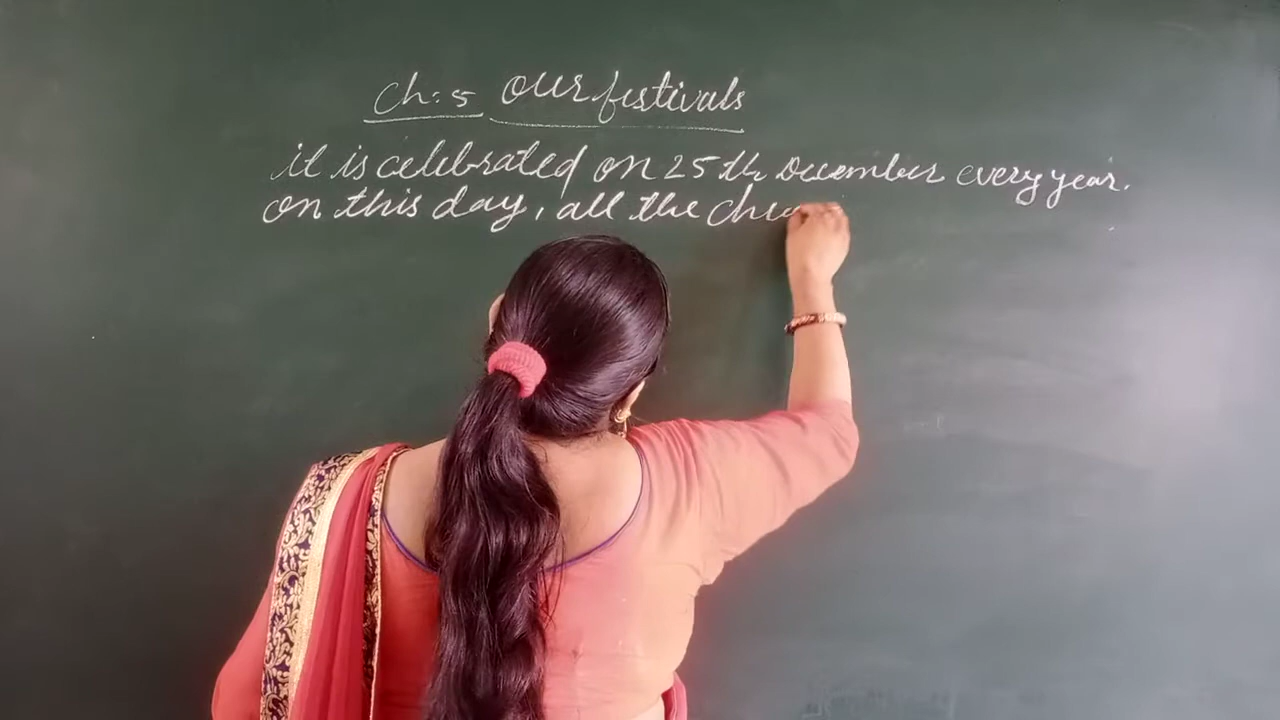 Ch:5 Our festivals
it is celebrated on 25th December every year.
on this day, all the